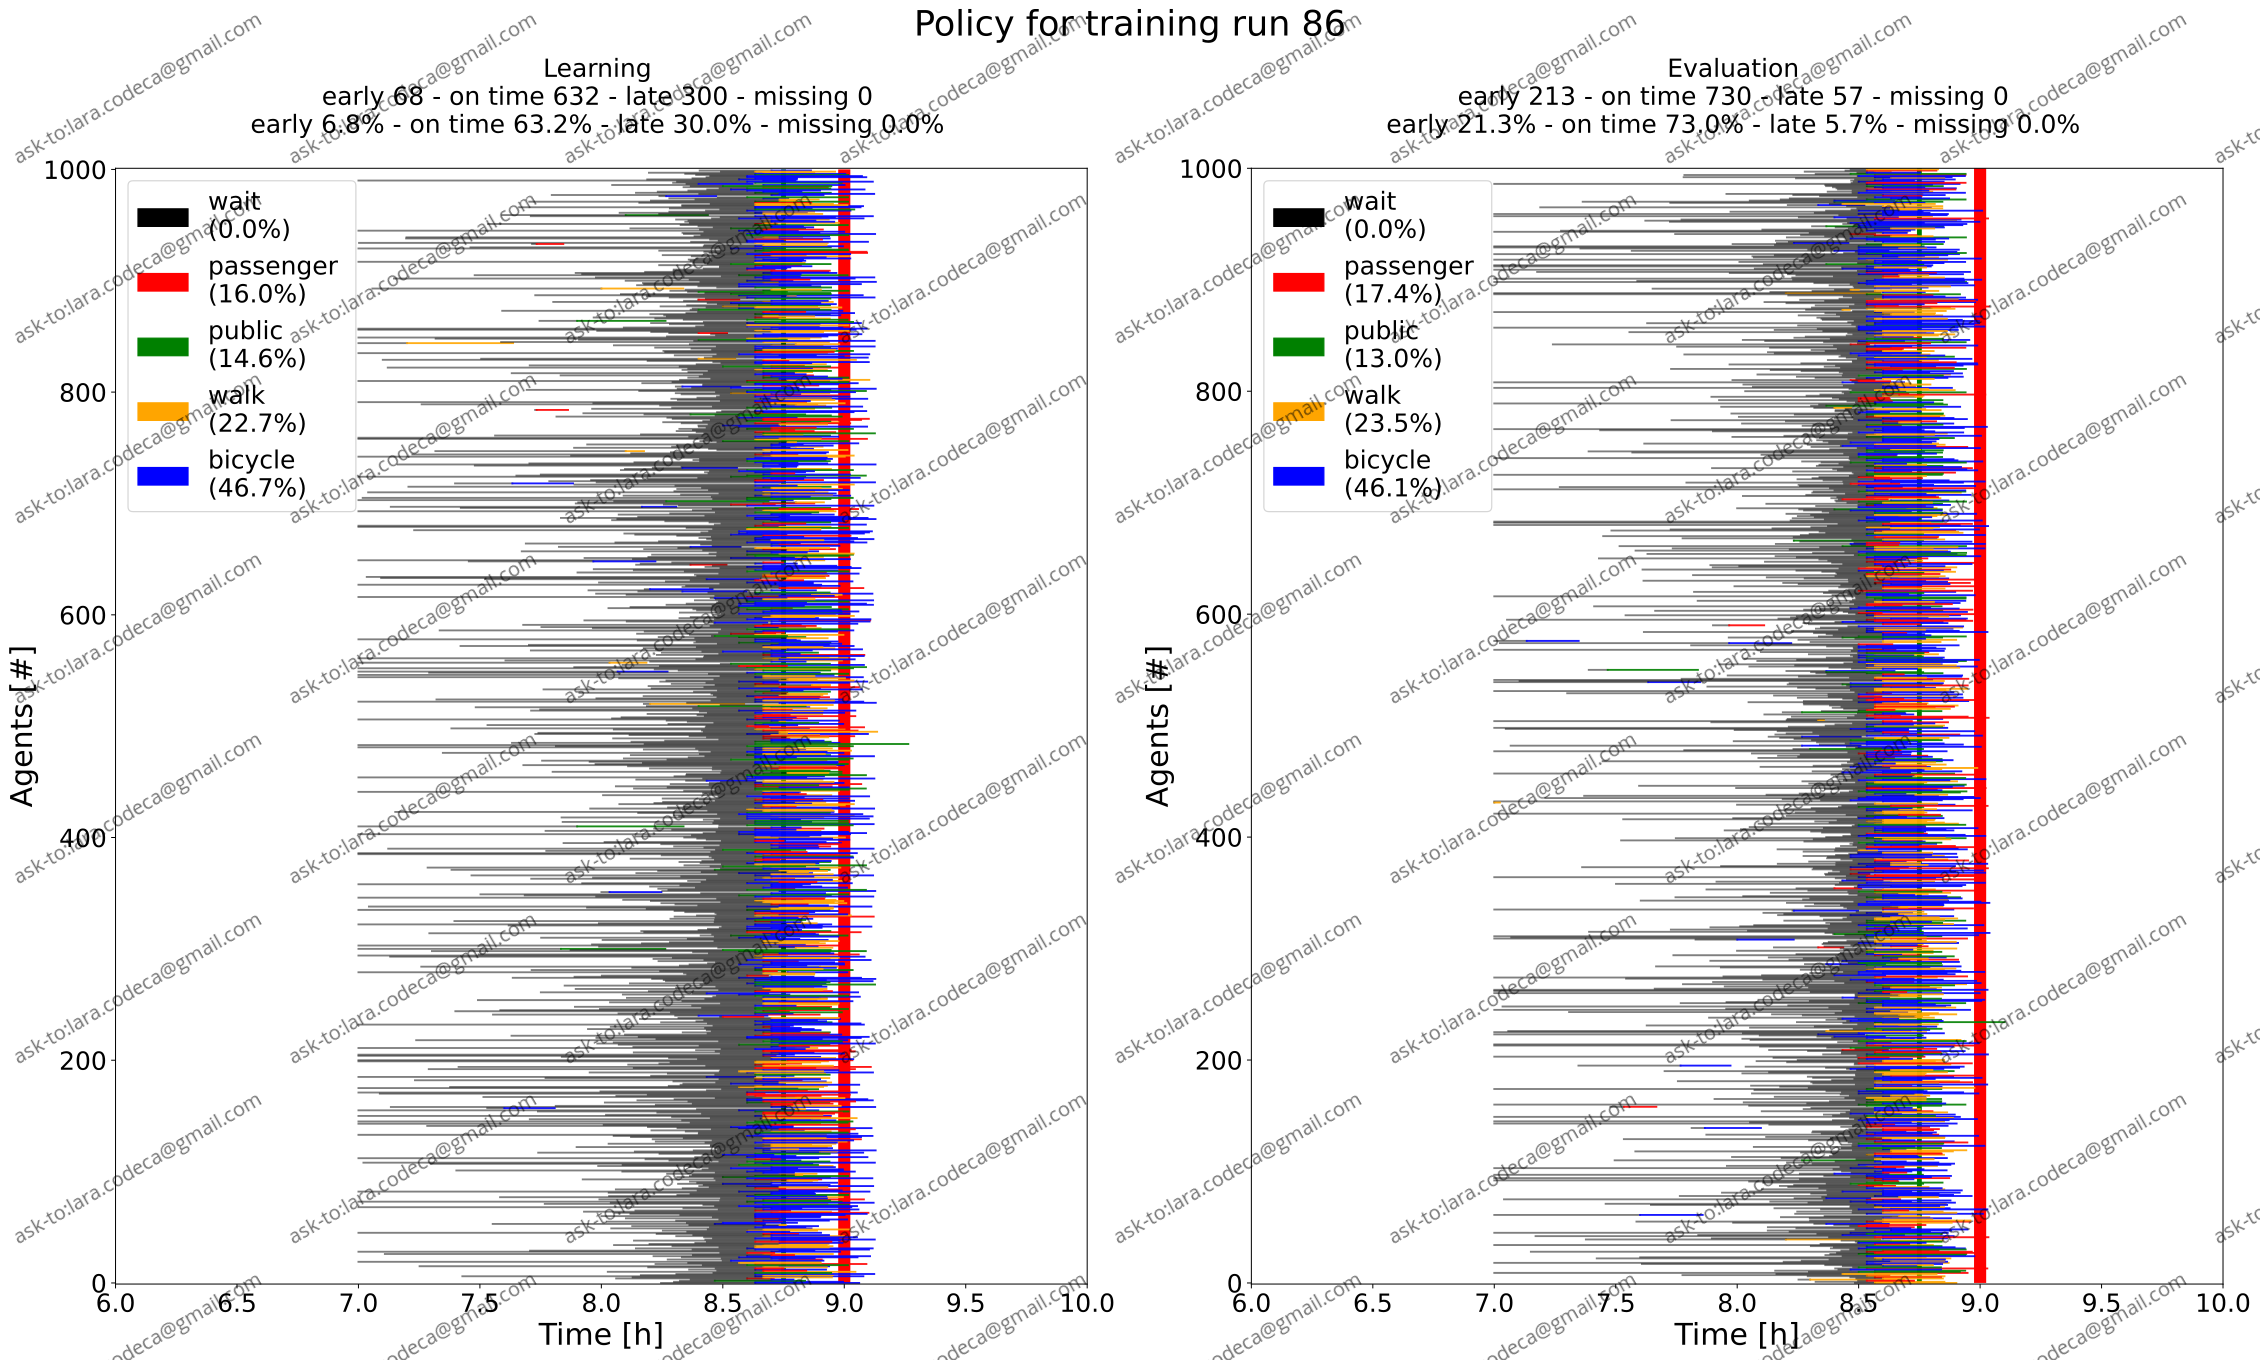 Policy for training run 86
Learning
early 68 - on time 632 - late 300 - missing 0
early 6.8% - on time 63.2% - late 30.0% - missing 0.0%
1000
800
600
400
200
0
Agents [#]
wait
(0.0%)
passenger
(16.0%)
public
(14.6%)
walk
(22.7%)
bicycle
(46.7%)
6.0 6.5 7.0 7.5 8.0 8.5 9.0 9.5 10.0
Time [h]
Evaluation
early 213 - on time 730 - late 57 - missing 0
early 21.3% - on time 73.0% - late 5.7% - missing 0.0%
1000
800
600
400
200
0
Agents [#]
wait
(0.0%)
passenger
(17.4%)
public
(13.0%)
walk
(23.5%)
bicycle
(46.1%)
6.0 6.5 7.0 7.5 8.0 8.5 9.0 9.5 10.0
Time [h]
ask-to:lara.codeca@gmail.com